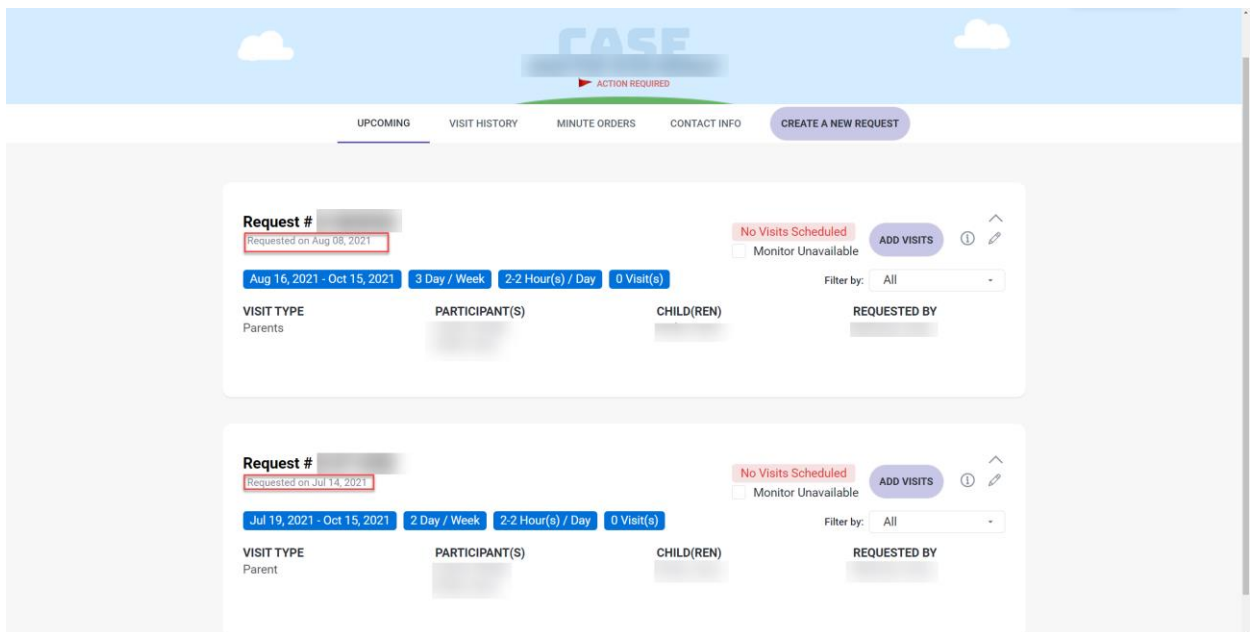 CASE
ACTION REQUIRED
UPCOMING VISIT HISTORY MINUTE ORDERS CONTACT INFO CREATE A NEW REQUEST
Request #
Requested on Aug 08, 2021
No Visits Scheduled
Monitor Unavailable
ADD VISITS
Aug 16, 2021 - Oct 15, 2021 3 Day / Week 2-2 Hour(s) / Day 0 Visit(s)
Filter by: All
VISIT TYPE PARTICIPANT(S) CHILD(REN) REQUESTED BY
Parents
Request #
Requested on Jul 14, 2021
No Visits Scheduled
Monitor Unavailable
ADD VISITS
Jul 19, 2021 - Oct 15, 2021 2 Day / Week 2-2 Hour(s) / Day 0 Visit(s)
Filter by: All
VISIT TYPE PARTICIPANT(S) CHILD(REN) REQUESTED BY
Parent